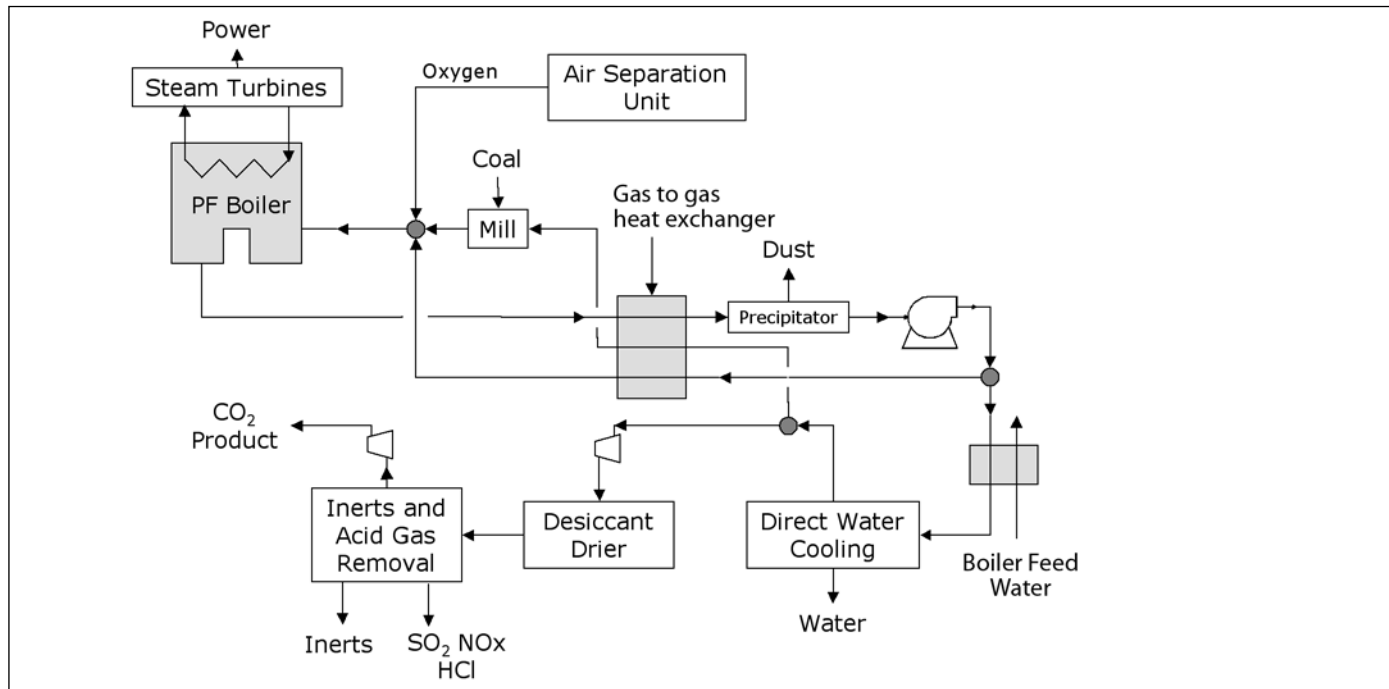 Power
Steam Turbines
Oxygen
Air Separation
Unit
PF Boiler
Coal
Mill
Gas to gas
heat exchanger
Dust
Precipitator
CO₂
Product
Inerts and
Acid Gas
Removal
Desiccant
Drier
Direct Water
Cooling
Boiler Feed
Water
Inerts
SO₂ NOx
HCl
Water